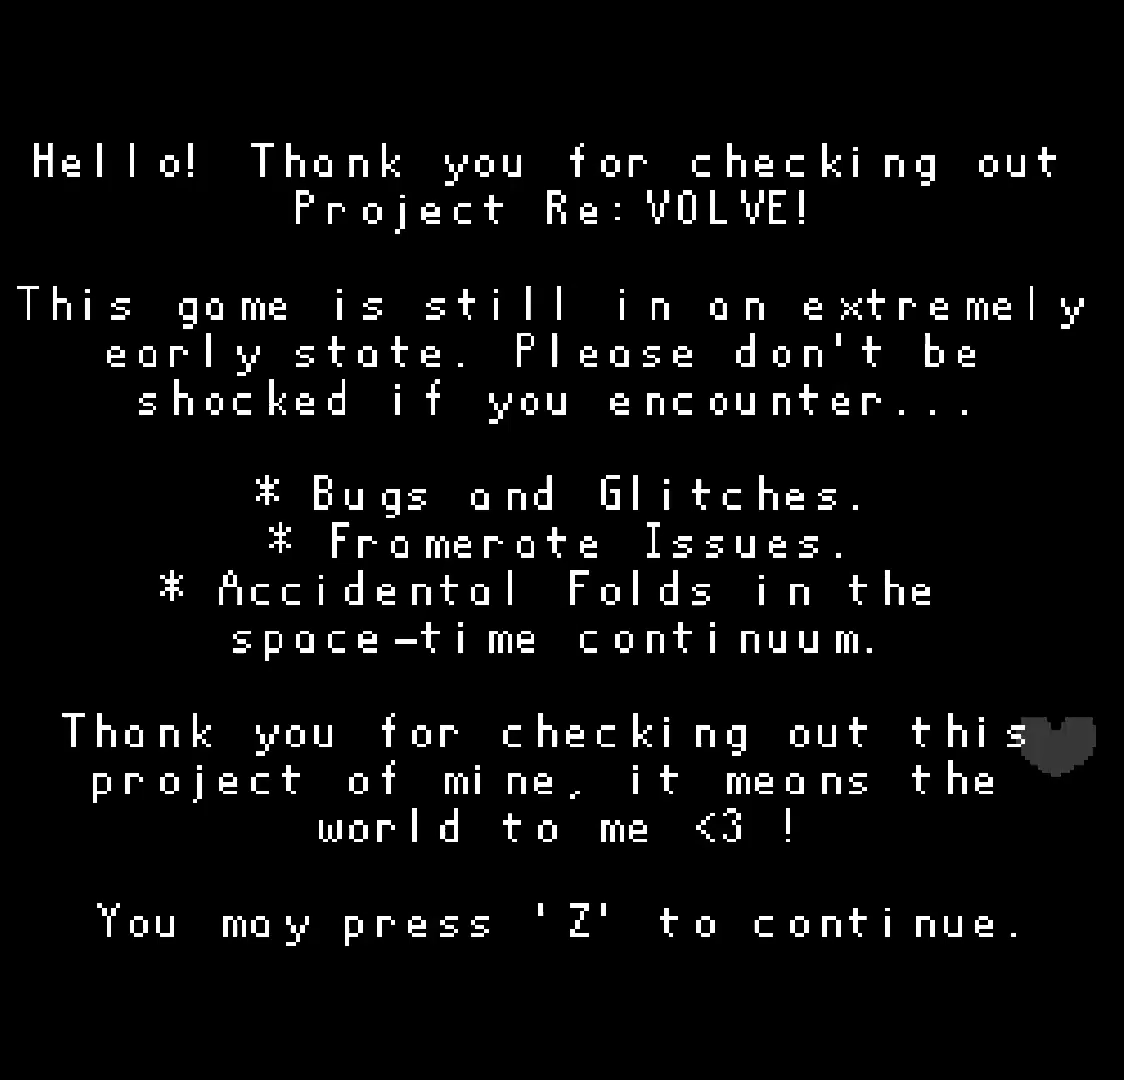 Hello! Thank you for checking out
Project Re:VOLVE!
This game is still in an extremely
early state. Please don't be
shocked if you encounter...
* Bugs and Glitches.
* Framerate Issues.
* Accidental Folds in the
space-time continuum.
Thank you for checking out this
project of mine, it means the
world to me <3 !
You may press 'Z' to continue.